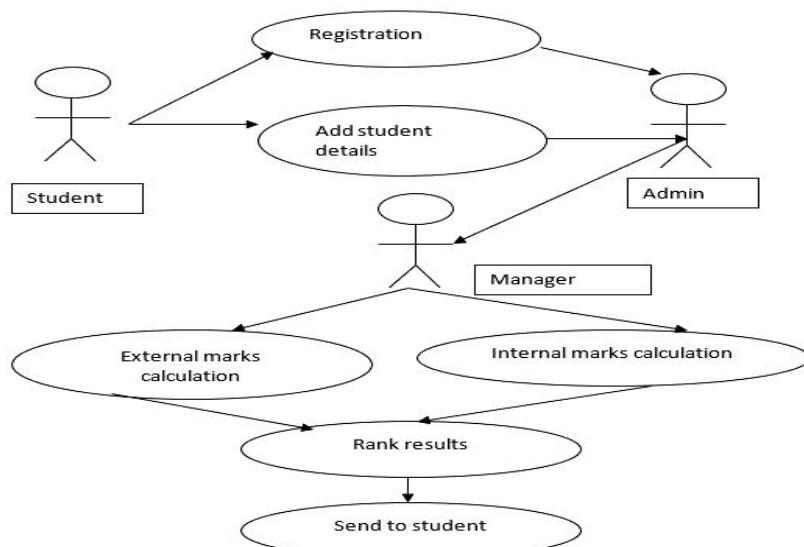 Registration
Add student
details
Student
Admin
Manager
External marks
calculation
Internal marks calculation
Rank results
Send to student